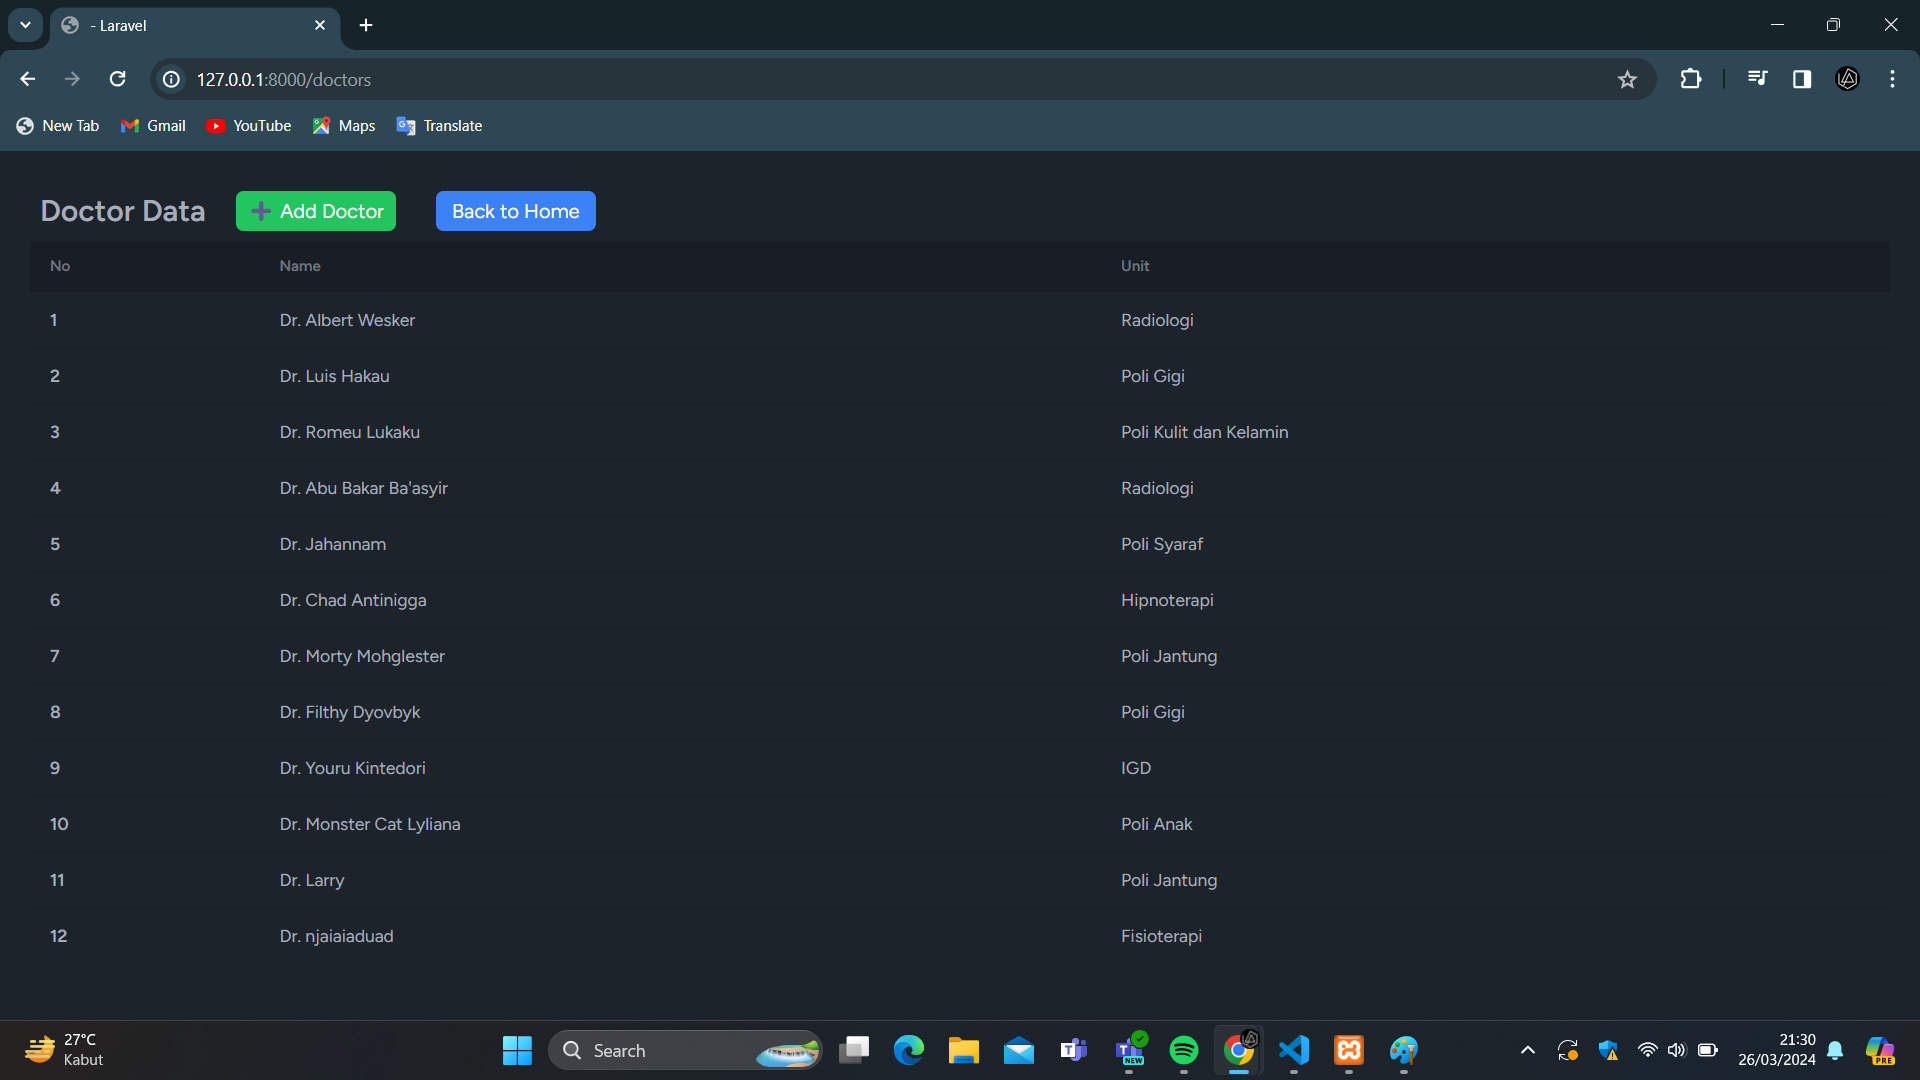 - Laravel
127.0.0.1:8000/doctors
New Tab Gmail YouTube Maps Translate
Doctor Data Add Doctor Back to Home
No Name Unit
1 Dr. Albert Wesker Radiologi
2 Dr. Luis Hakau Poli Gigi
3 Dr. Romeu Lukaku Poli Kulit dan Kelamin
4 Dr. Abu Bakar Ba'asyir Radiologi
5 Dr. Jahannam Poli Syaraf
6 Dr. Chad Antinigga Hipnoterapi
7 Dr. Morty Mohglester Poli Jantung
8 Dr. Filthy Dyovbyk Poli Gigi
9 Dr. Youru Kintedori IGD
10 Dr. Monster Cat Lyliana Poli Anak
11 Dr. Larry Poli Jantung
12 Dr. njaiaiaduad Fisioterapi
27°C
Kabut
Search
NEW
21:30
26/03/2024
PRE